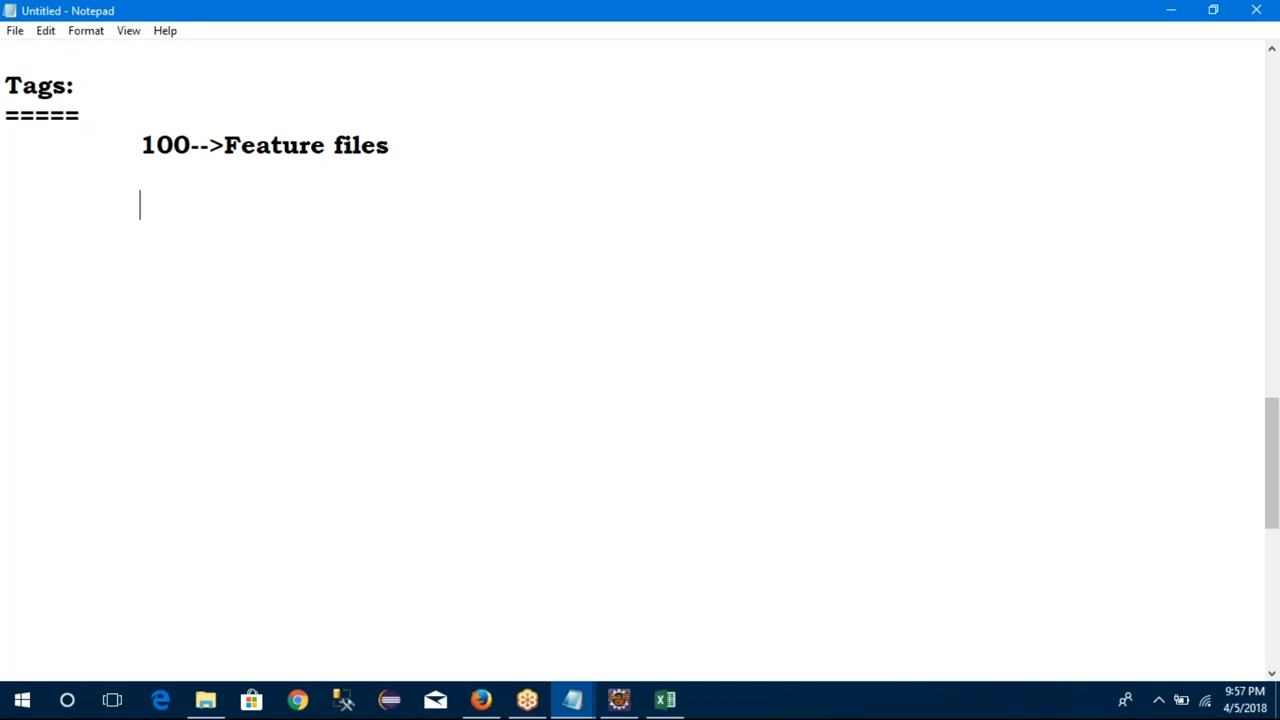 Untitled - Notepad
File Edit Format View Help
Tags:
=====
100-->Feature files
9:57 PM
4/5/2018